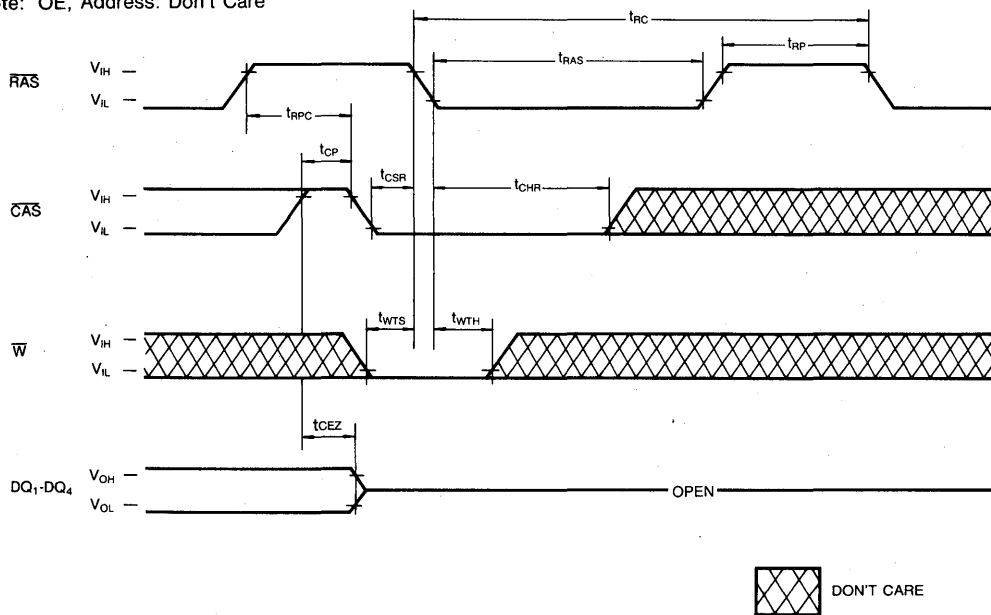 Note: OE, Address: Don't Care
tRC
tRP
tRAS
RAS
VIH
VIL
tRPC
tCP
tCSR
tCHR
CAS
VIH
VIL
tWTS
tWTH
W
VIH
VIL
tCEZ
DQ1-DQ4
VOH
VOL
OPEN
DON'T CARE